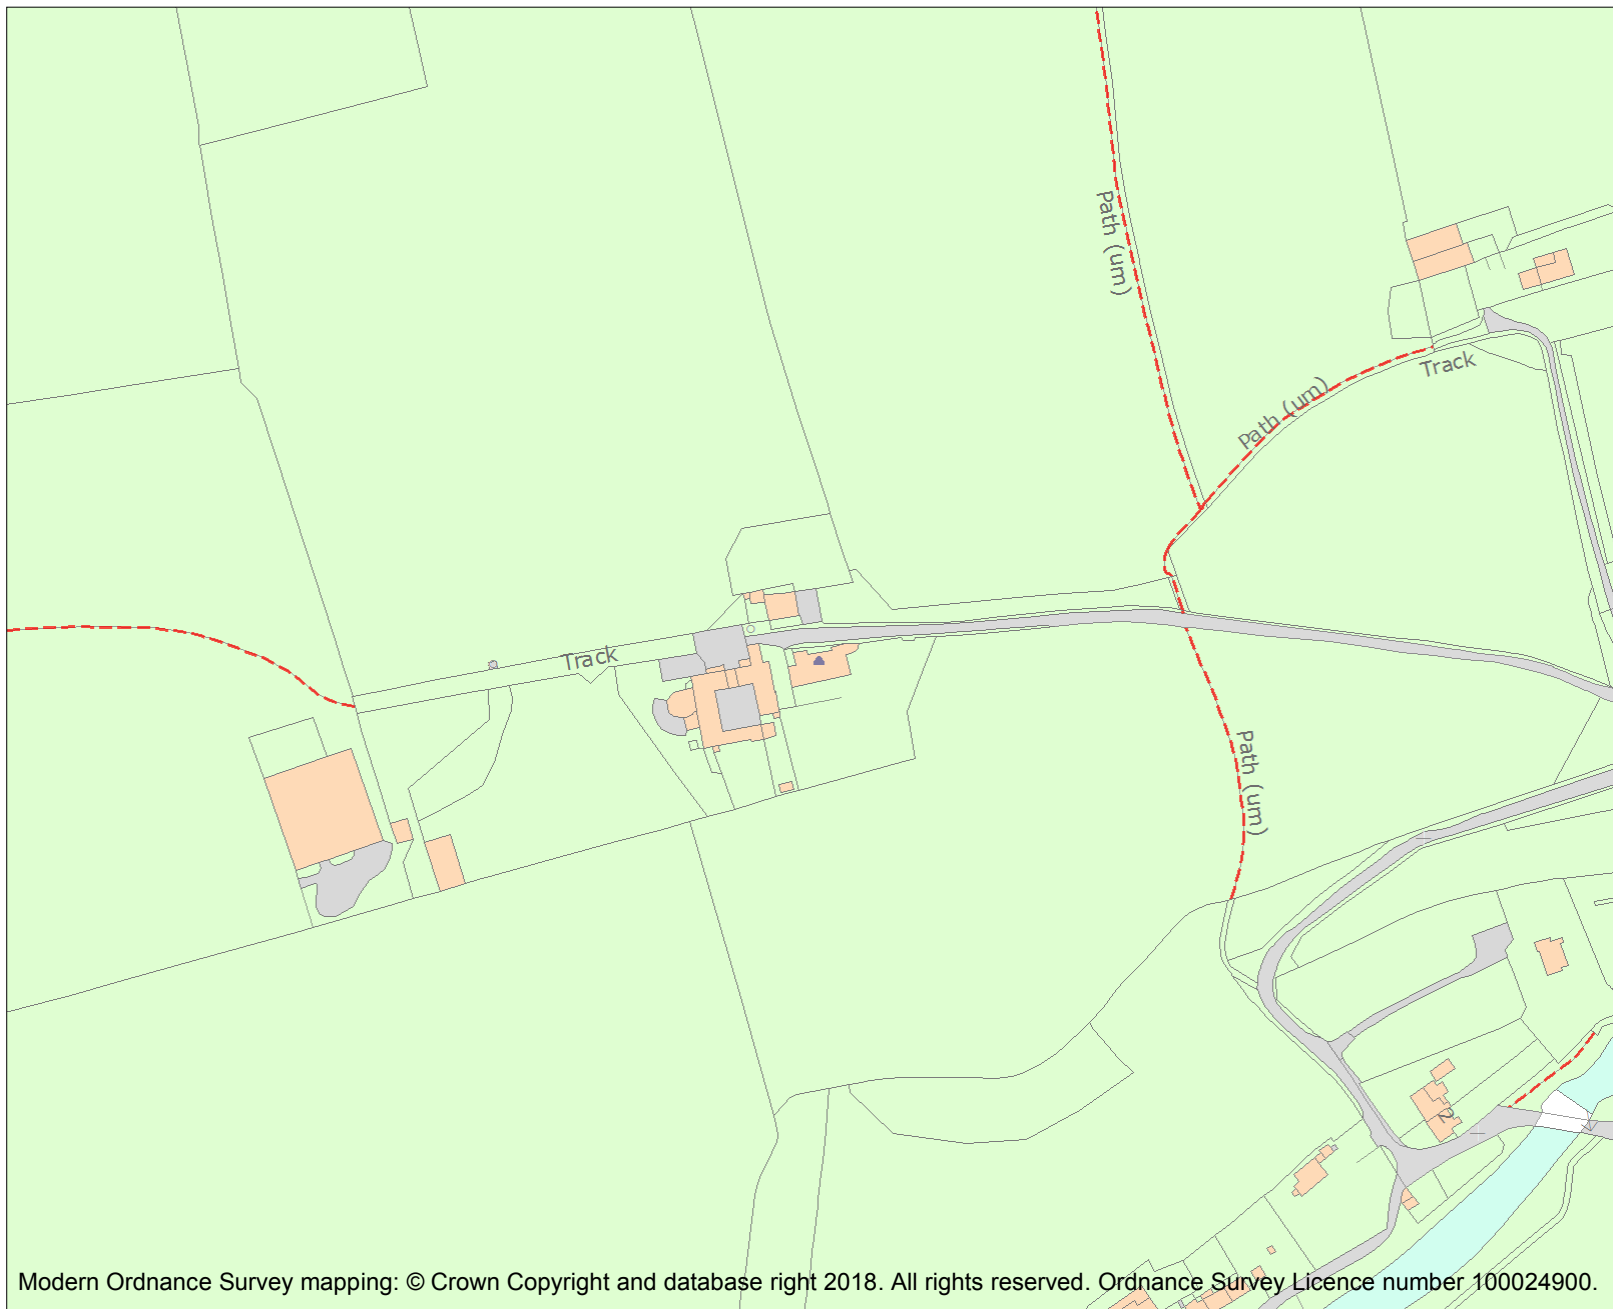 Path (um)
Path (um)
Track
Track
Path (um)
2
Modern Ordnance Survey mapping: © Crown Copyright and database right 2018. All rights reserved. Ordnance Survey Licence number 100024900.